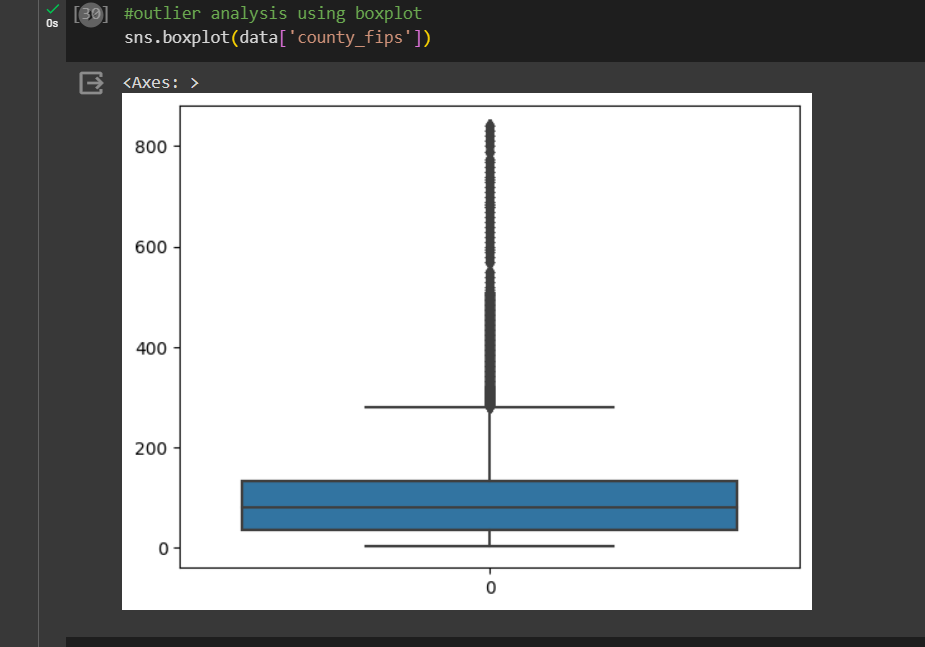 [30] #outlier analysis using boxplot
0s
sns.boxplot(data['county_fips'])
<Axes: >
800
600
400
200
0
0